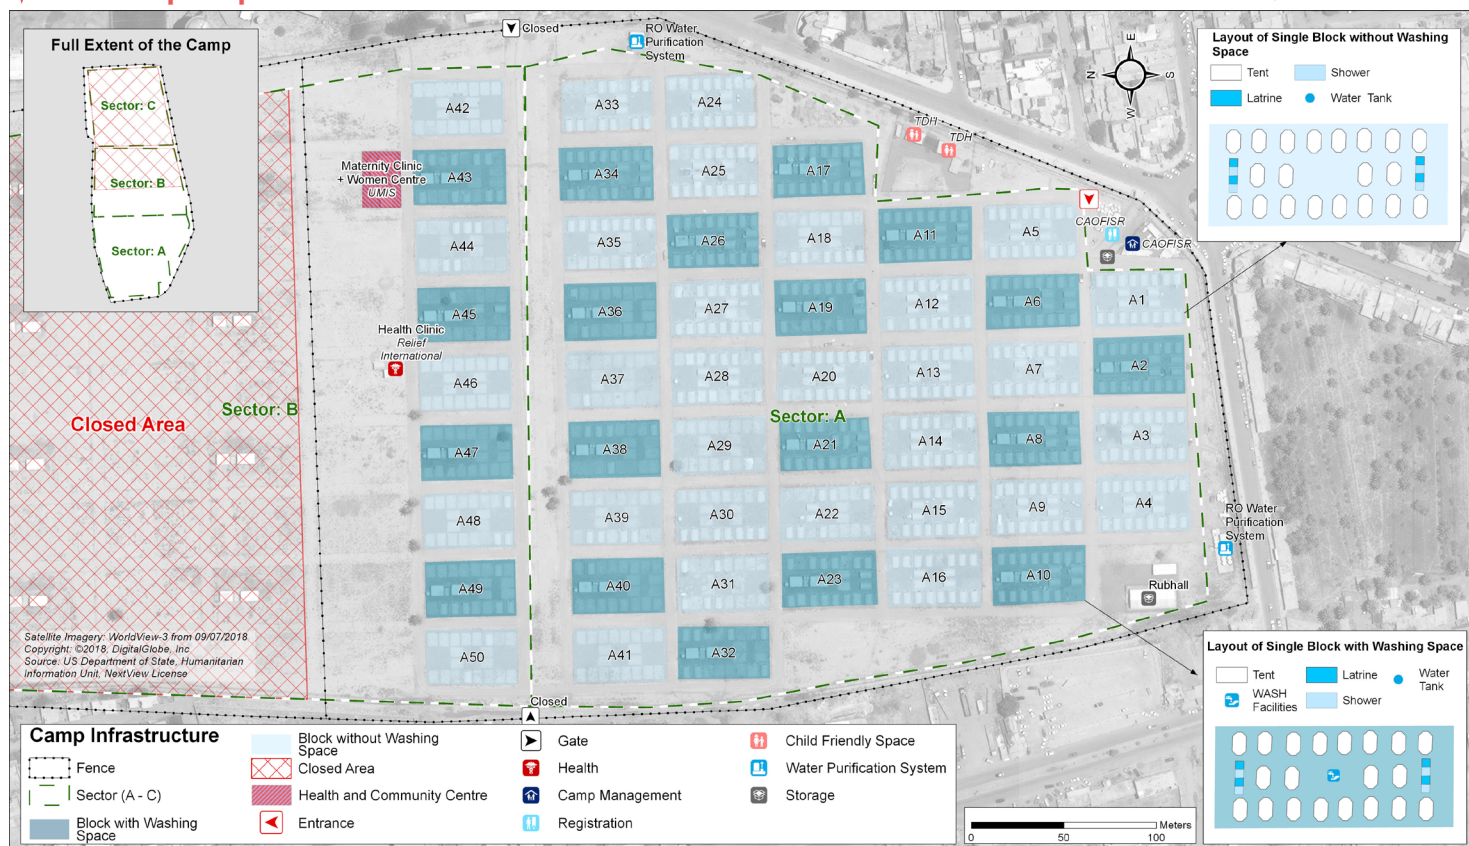 Full Extent of the Camp
Sector: C
Sector: B
Sector: A
Closed
RO Water
Purification
System
E
N
S
W
Layout of Single Block without Washing
Space
Tent
Shower
Latrine
Water Tank
A42
A33
A24
TDH
TDH
Maternity Clinic
+ Women Centre
UMIS
A43
A34
A25
A17
CAOFISR
CAOFISR
A44
A35
A26
A18
A11
A5
A45
A36
A27
A19
A12
A6
A1
Health Clinic
Relief
International
A46
A37
A28
A20
A13
A7
A2
Closed Area
Sector: B
Sector: A
A47
A38
A29
A21
A14
A8
A3
A48
A39
A30
A22
A15
A9
A4
RO Water
Purification
System
A49
A40
A31
A23
A16
A10
Rubhall
A50
A41
A32
Satellite Imagery: WorldView-3 from 09/07/2018
Copyright: ©2018, DigitalGlobe, Inc
Source: US Department of State, Humanitarian
Information Unit, NextView License
Closed
Layout of Single Block with Washing Space
Tent
Latrine
Water
Tank
WASH
Facilities
Shower
Camp Infrastructure
Fence
Sector (A - C)
Block with Washing
Space
Block without Washing
Space
Closed Area
Health and Community Centre
Entrance
Gate
Health
Camp Management
Registration
Child Friendly Space
Water Purification System
Storage
Meters
0
50
100